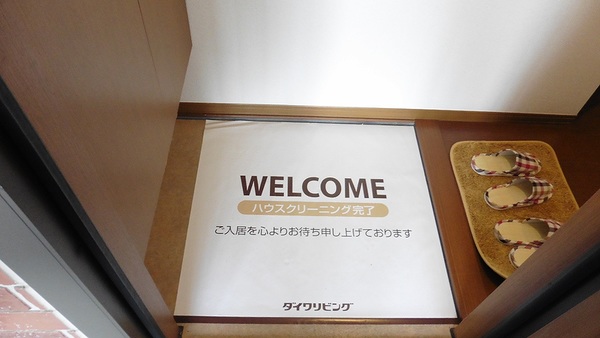 WELCOME
ハウスクリーニング完了
ご入居を心よりお待ち申し上げております
ダイワリビング